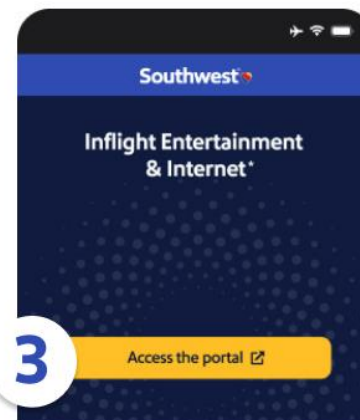 Southwest
Inflight Entertainment
& Internet*
3
Access the portal